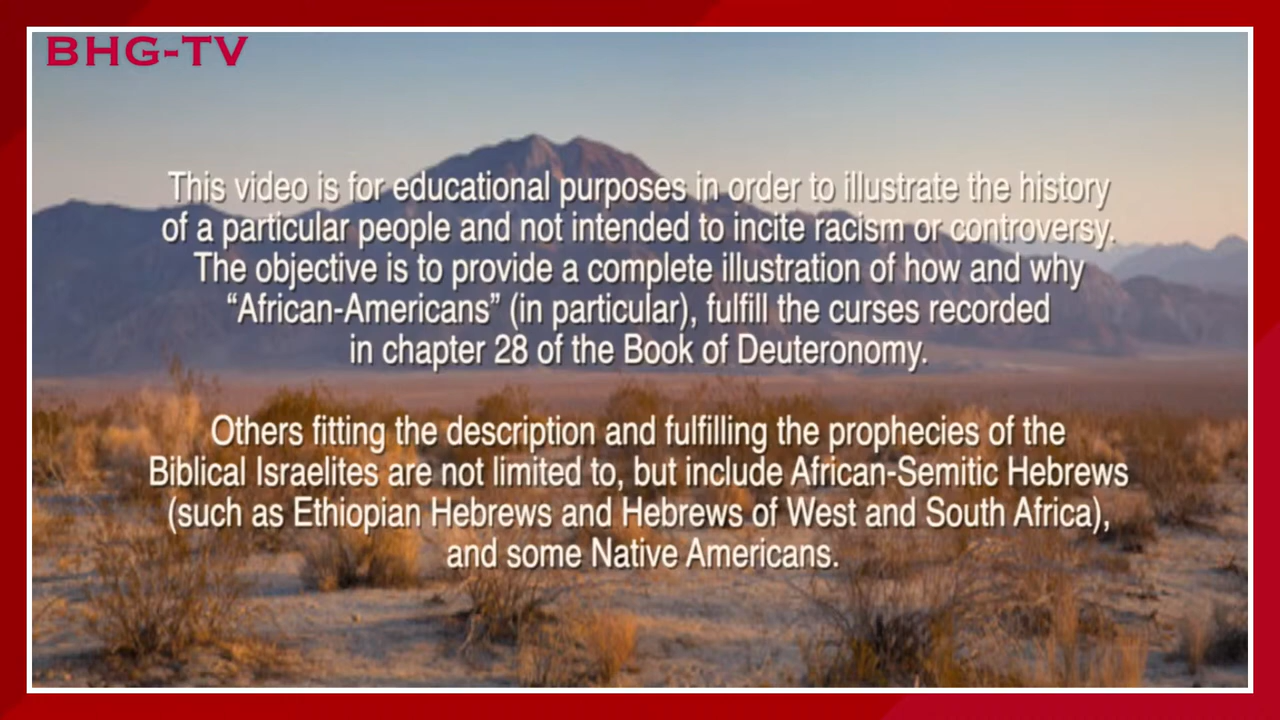 BHG-TV
This video is for educational purposes in order to illustrate the history
of a particular people and not intended to incite racism or controversy.
The objective is to provide a complete illustration of how and why
“African-Americans” (in particular), fulfill the curses recorded
in chapter 28 of the Book of Deuteronomy.
Others fitting the description and fulfilling the prophecies of the
Biblical Israelites are not limited to, but include African-Semitic Hebrews
(such as Ethiopian Hebrews and Hebrews of West and South Africa),
and some Native Americans.